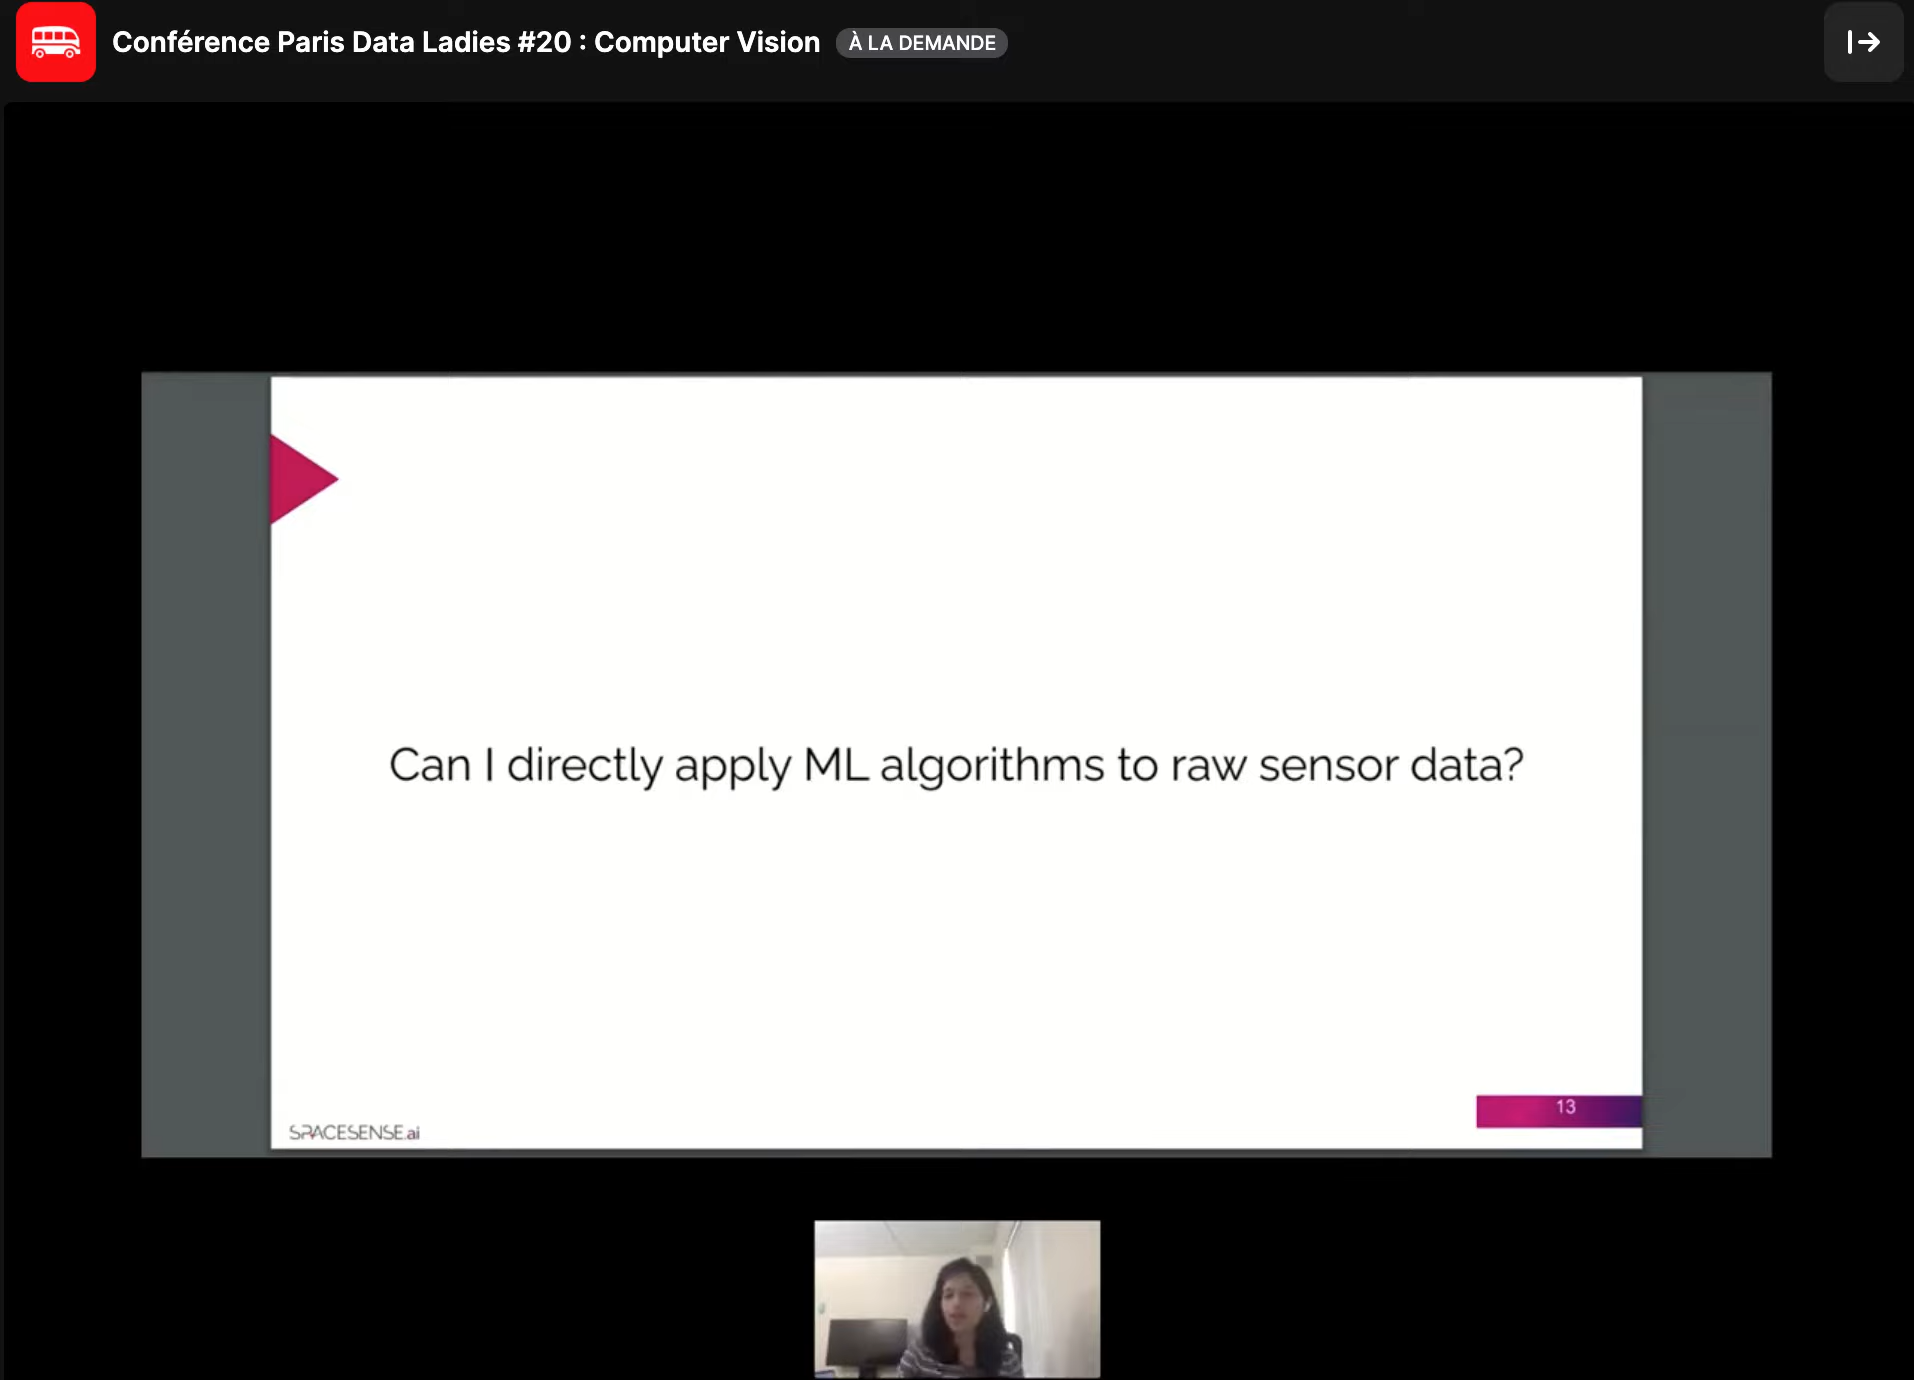 Conférence Paris Data Ladies #20 : Computer Vision À LA DEMANDE
Can I directly apply ML algorithms to raw sensor data?
13
SPACESENSE.ai